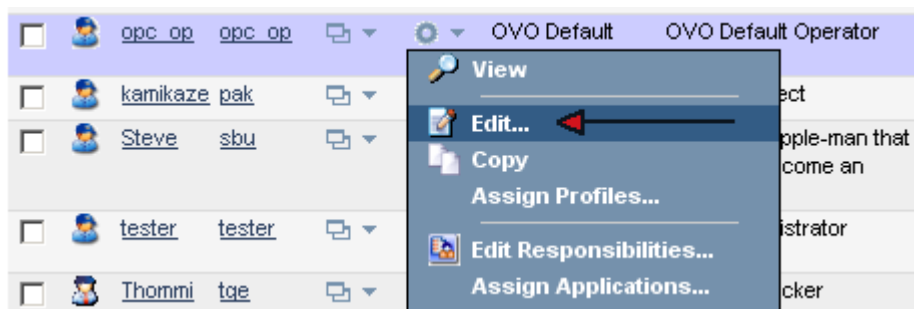 opc_op opc_op OVO Default OVO Default Operator
View
kamikaze pak ect
Edit...
Steve sbu pple-man that
Copy come an
Assign Profiles...
tester tester istrator
Edit Responsibilities...
Thommi tge Assign Applications... cker